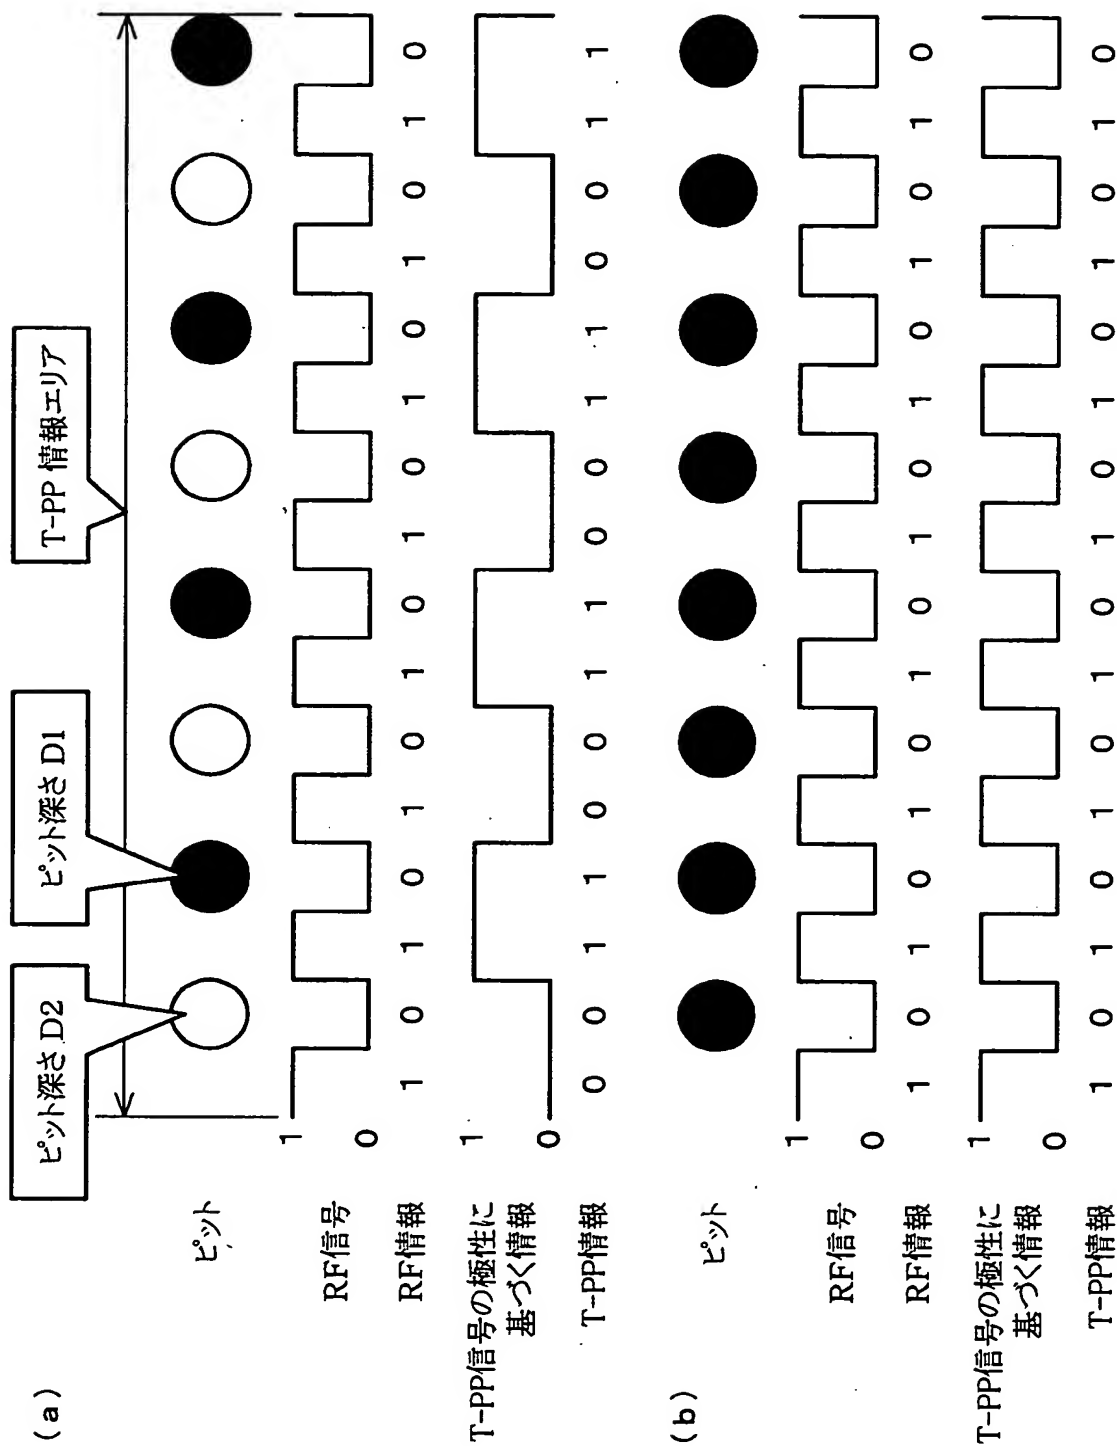 (a)
T-PP 情報エリア
ピット深さ D2
ピット深さ D1
ピット
1
RF信号
0
RF情報 1 0 1 0 1 0 1 0 1 0 1 0 1 0 1 0
1
T-PP信号の極性に
基づく情報
0
T-PP情報 0 0 1 1 0 0 1 1 0 0 1 1 0 0 1 1
(b)
ピット
1
RF信号
0
RF情報 1 0 1 0 1 0 1 0 1 0 1 0 1 0 1 0
1
T-PP信号の極性に
基づく情報
0
T-PP情報 1 0 1 0 1 0 1 0 1 0 1 0 1 0 1 0